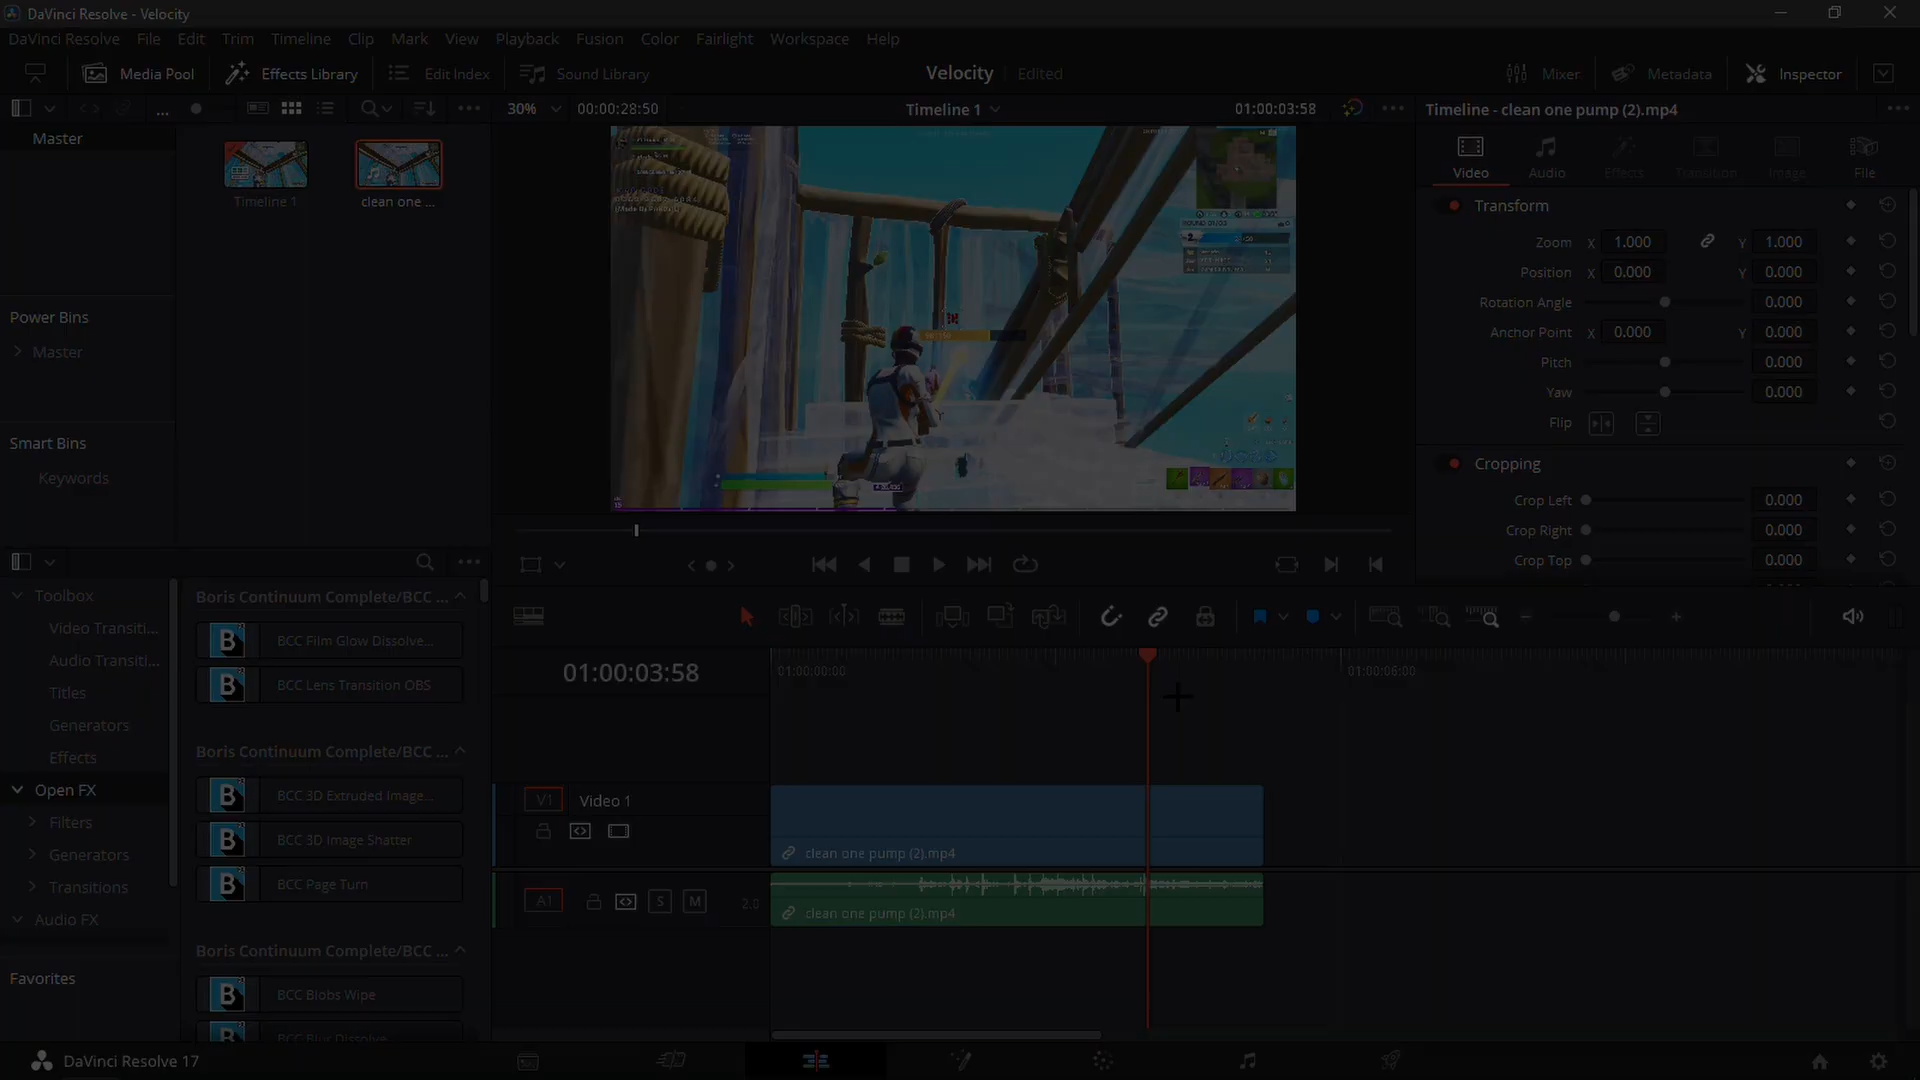 DaVinci Resolve - Velocity
DaVinci Resolve File Edit Trim Timeline Clip Mark View Playback Fusion Color Fairlight Workspace Help
Media Pool Effects Library Edit Index Sound Library Velocity Edited Mixer Metadata Inspector
... 30% 00:00:28:50 Timeline 1 01:00:03:58 Timeline - clean one pump (2).mp4
Master
Timeline 1
clean one ...
Power Bins
Master
Smart Bins
Keywords
ROUND 01/03
Video Audio Effects Transition Image File
Transform
Zoom X 1.000 Y 1.000
Position X 0.000 Y 0.000
Rotation Angle 0.000
Anchor Point X 0.000 Y 0.000
Pitch 0.000
Yaw 0.000
Flip
Cropping
Crop Left 0.000
Crop Right 0.000
Crop Top 0.000
Toolbox
Video Transiti...
Audio Transiti...
Titles
Generators
Effects
Open FX
Filters
Generators
Transitions
Audio FX
Favorites
Boris Continuum Complete/BCC ...
B BCC Film Glow Dissolve...
B BCC Lens Transition OBS
Boris Continuum Complete/BCC ...
B BCC 3D Extruded Image...
B BCC 3D Image Shatter
B BCC Page Turn
Boris Continuum Complete/BCC ...
B BCC Blobs Wipe
B BCC Blur Dissolve
01:00:03:58 01:00:00:00 01:00:06:00
V1 Video 1
clean one pump (2).mp4
A1 S M 2.0
clean one pump (2).mp4
DaVinci Resolve 17